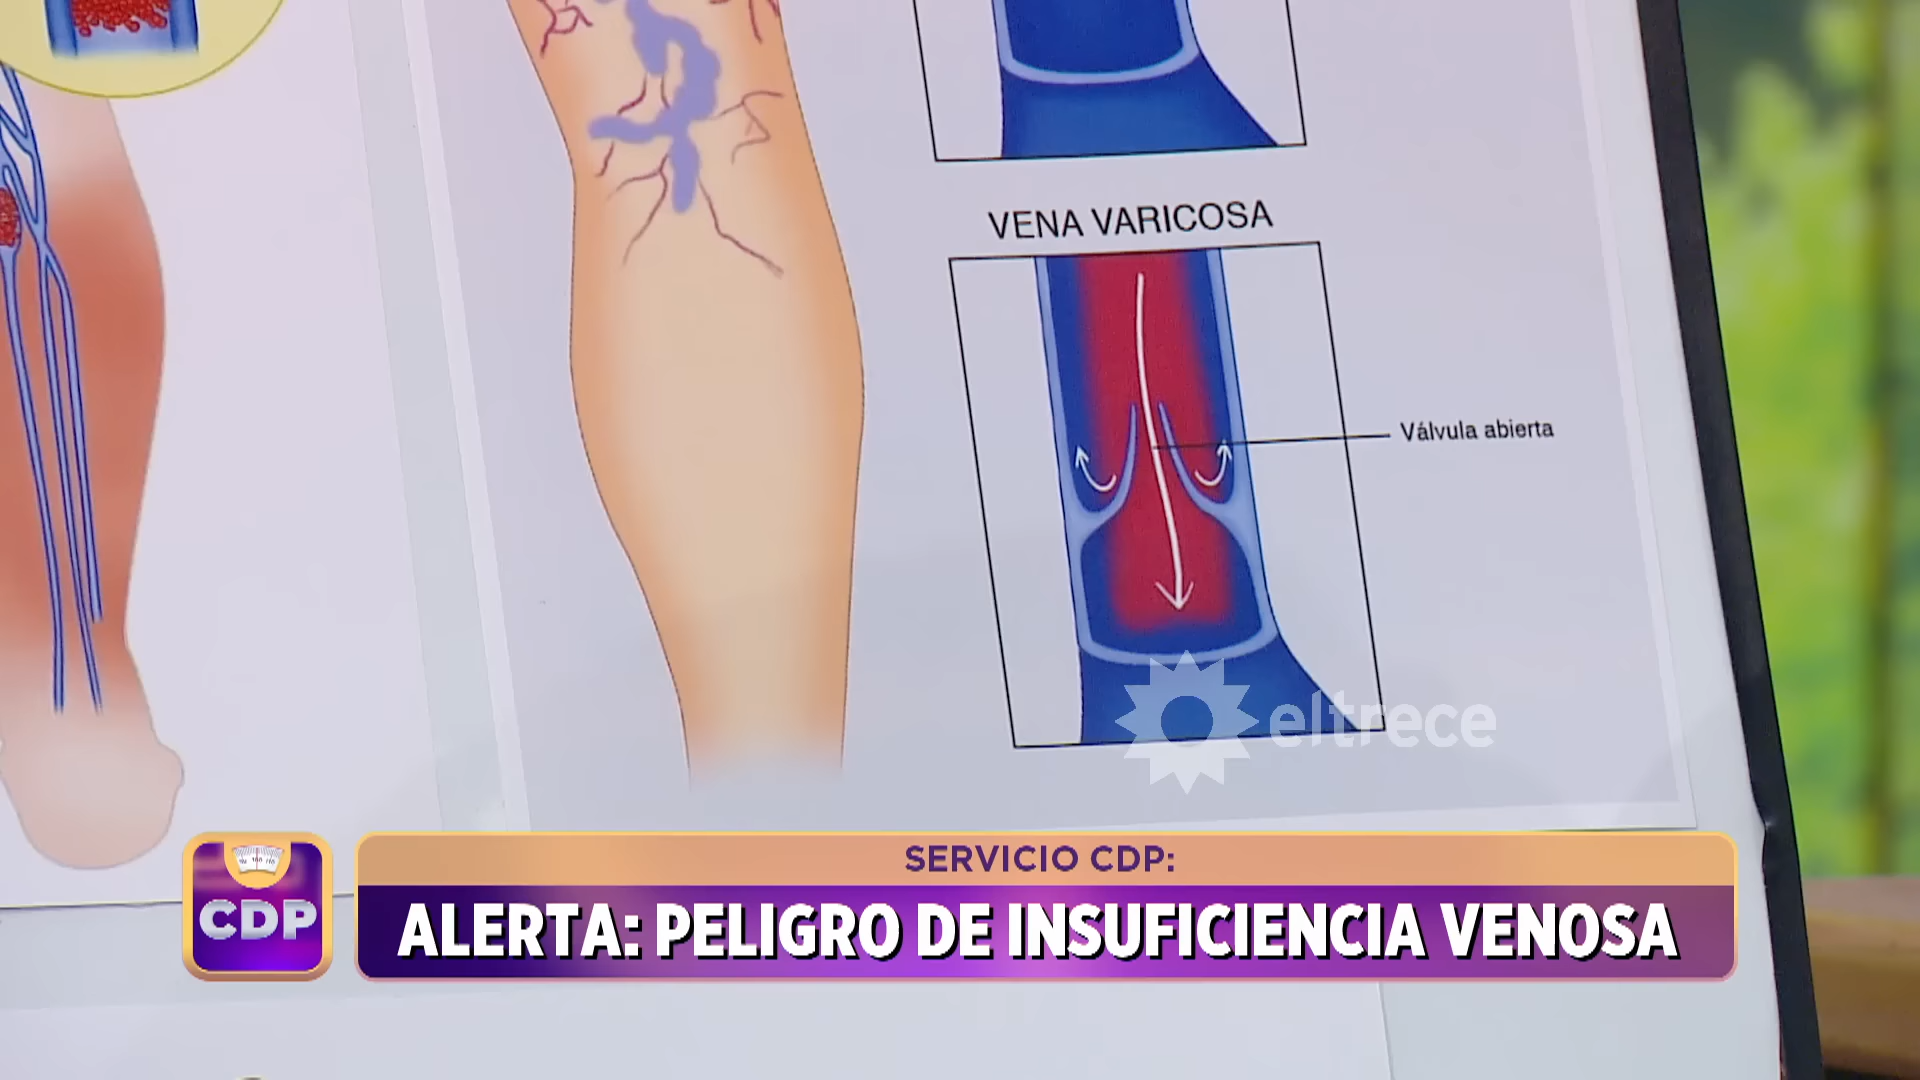 VENA VARICOSA
Válvula abierta
eltrece
SERVICIO CDP:
CDP
ALERTA: PELIGRO DE INSUFICIENCIA VENOSA